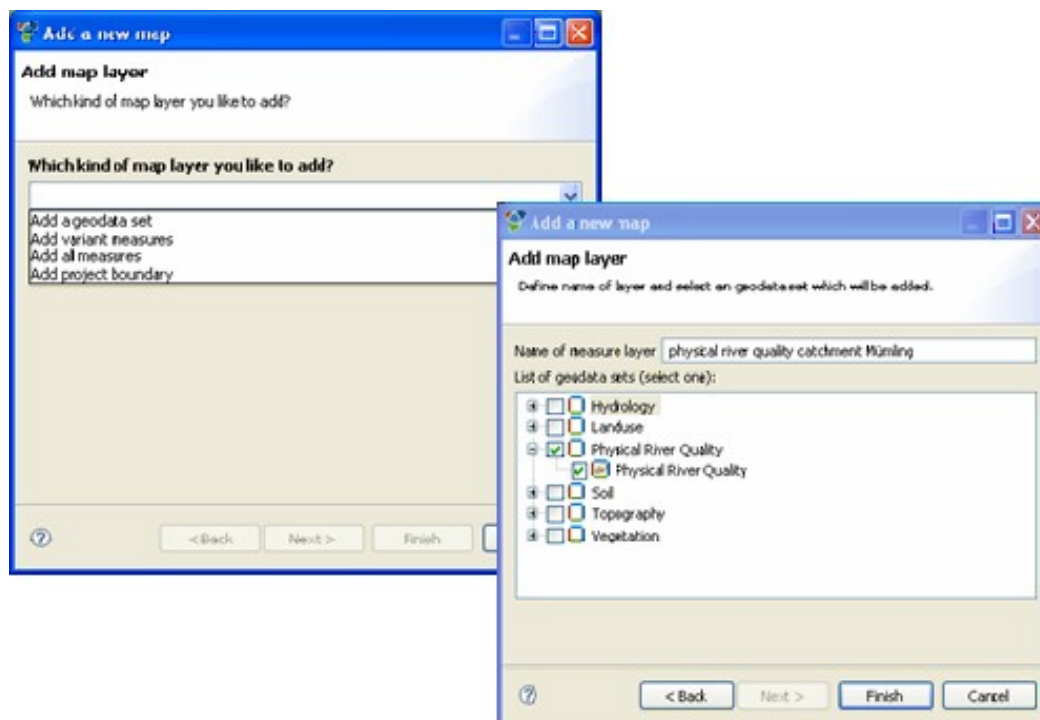 Add a new map
Add map layer
Which kind of map layer you like to add?
Which kind of map layer you like to add?
Add a geodata set
Add variant measures
Add all measures
Add project boundary
< Back
Next >
Finish
Add a new map
Add map layer
Define name of layer and select an geodata set which will be added.
Name of measure layer physical river quality catchment Mümling
List of geodata sets (select one):
Hydrology
Landuse
Physical River Quality
Physical River Quality
Soil
Topography
Vegetation
< Back
Next >
Finish
Cancel